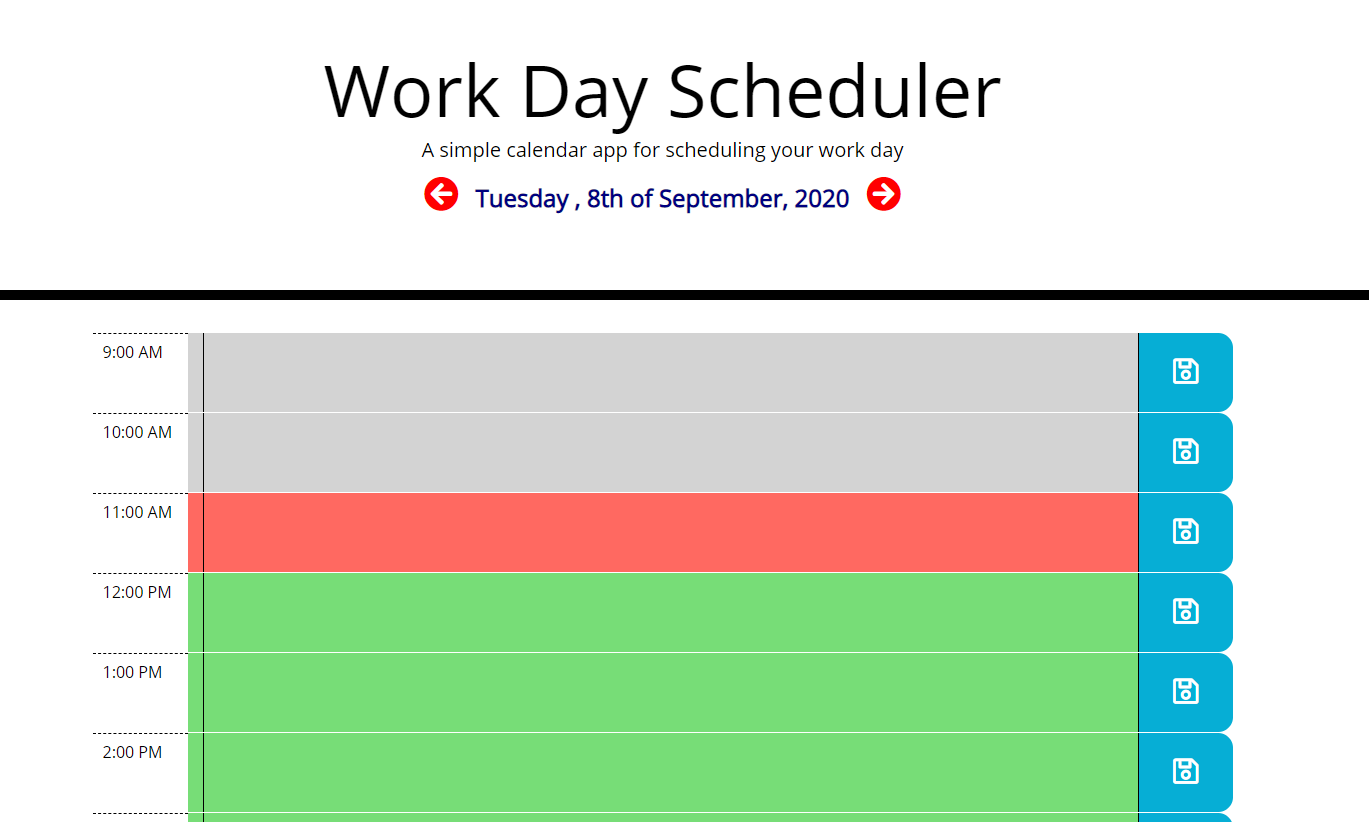 Work Day Scheduler
A simple calendar app for scheduling your work day
Tuesday , 8th of September, 2020
9:00 AM
10:00 AM
11:00 AM
12:00 PM
1:00 PM
2:00 PM